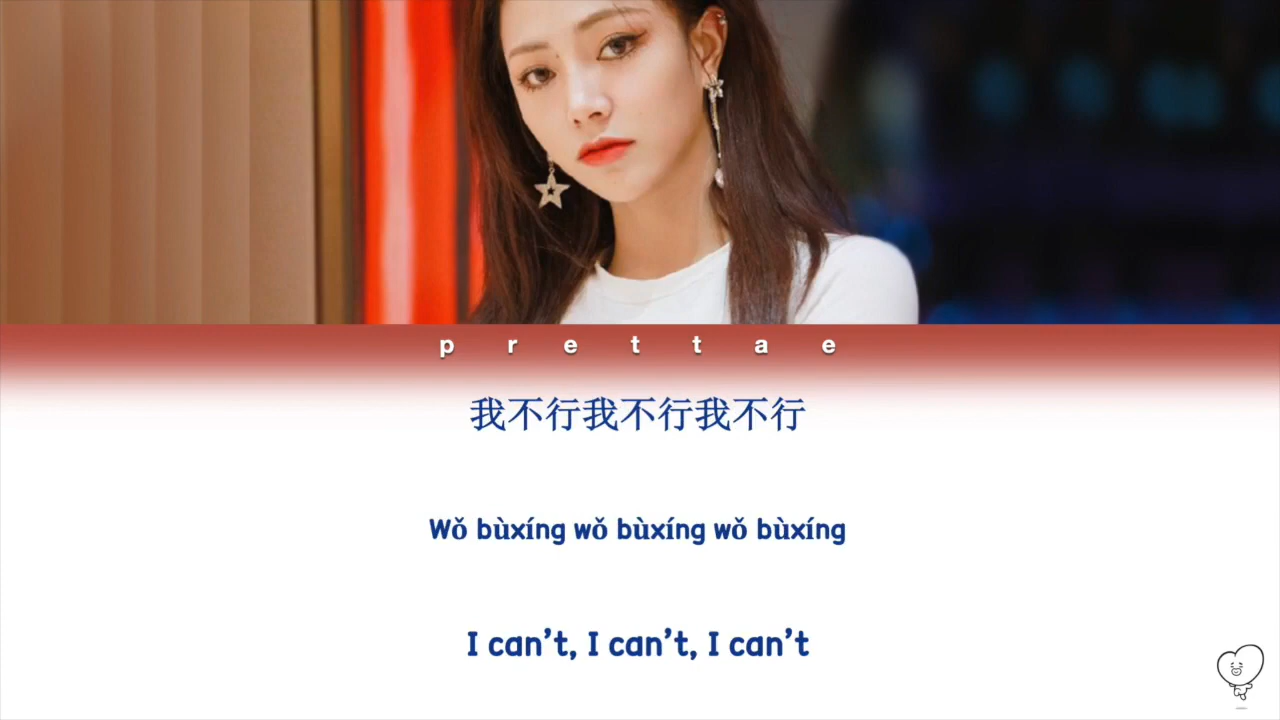 p r e t t a e
我不行我不行我不行
Wǒ bùxíng wǒ bùxíng wǒ bùxíng
I can't, I can't, I can't